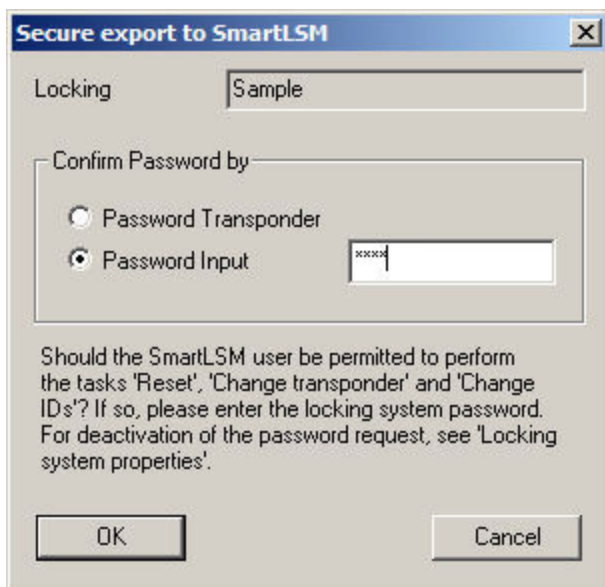 Secure export to SmartLSM
Locking
Sample
Confirm Password by
Password Transponder
Password Input
xxxx
Should the SmartLSM user be permitted to perform
the tasks 'Reset', 'Change transponder' and 'Change
IDs'? If so, please enter the locking system password.
For deactivation of the password request, see 'Locking
system properties'.
OK
Cancel